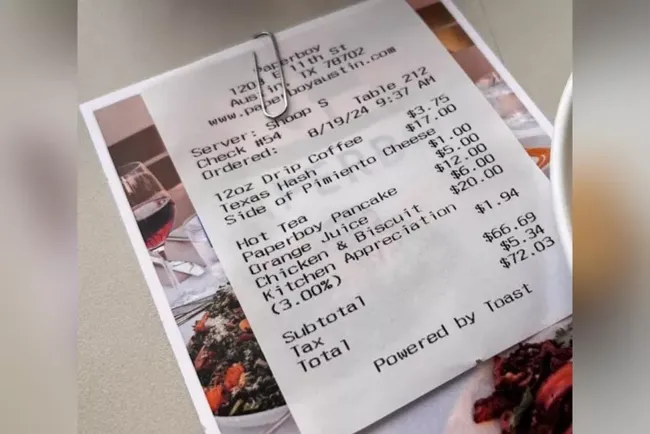 Paperboy
1203 E 11th St
Austin, TX 78702
www.paperboyaustin.com
Server: Shoop S Table 212
Check #54
Ordered: 8/19/24 9:37 AM
12oz Drip Coffee $3.75
Texas Hash $17.00
Side of Pimiento Cheese $1.00
Hot Tea $5.00
Paperboy Pancake $12.00
Orange Juice $6.00
Chicken & Biscuit $20.00
Kitchen Appreciation $1.94
(3.00%)
Subtotal $66.69
Tax $5.34
Total $72.03
Powered by Toast